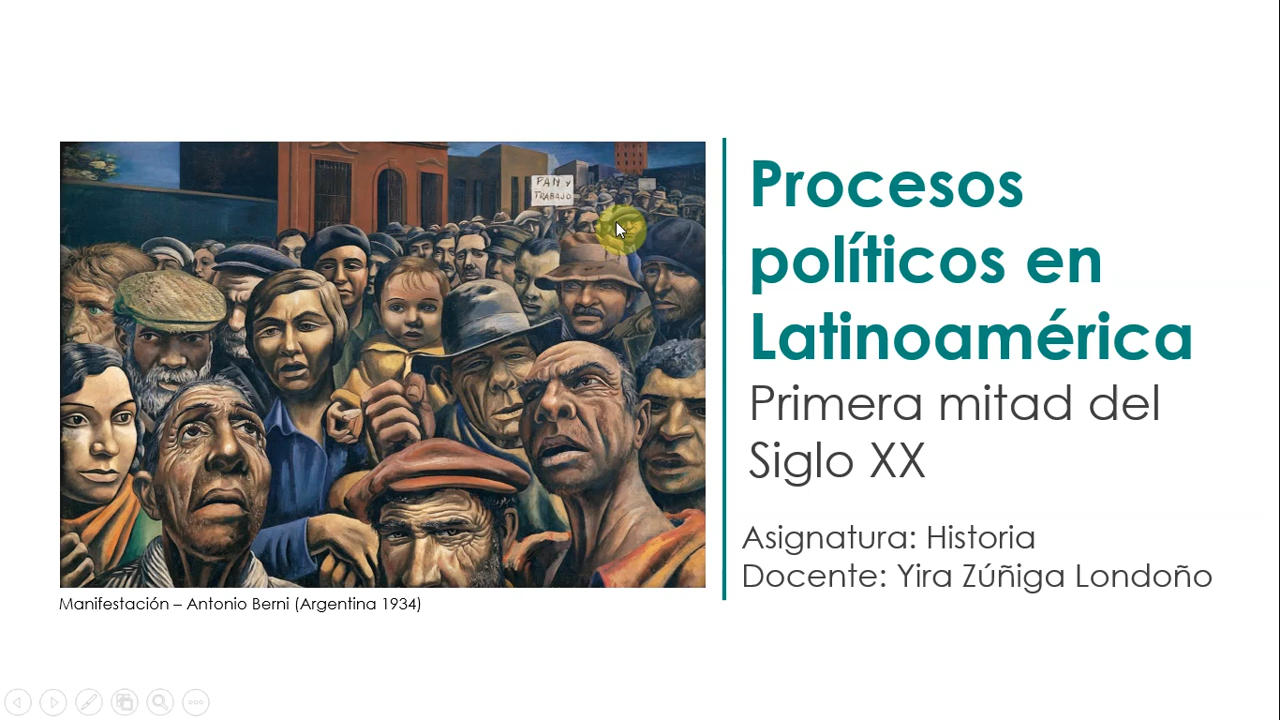 PAN Y
TRABAJO
Procesos
políticos en
Latinoamérica
Primera mitad del
Siglo XX
Asignatura: Historia
Docente: Yira Zúñiga Londoño
Manifestación – Antonio Berni (Argentina 1934)